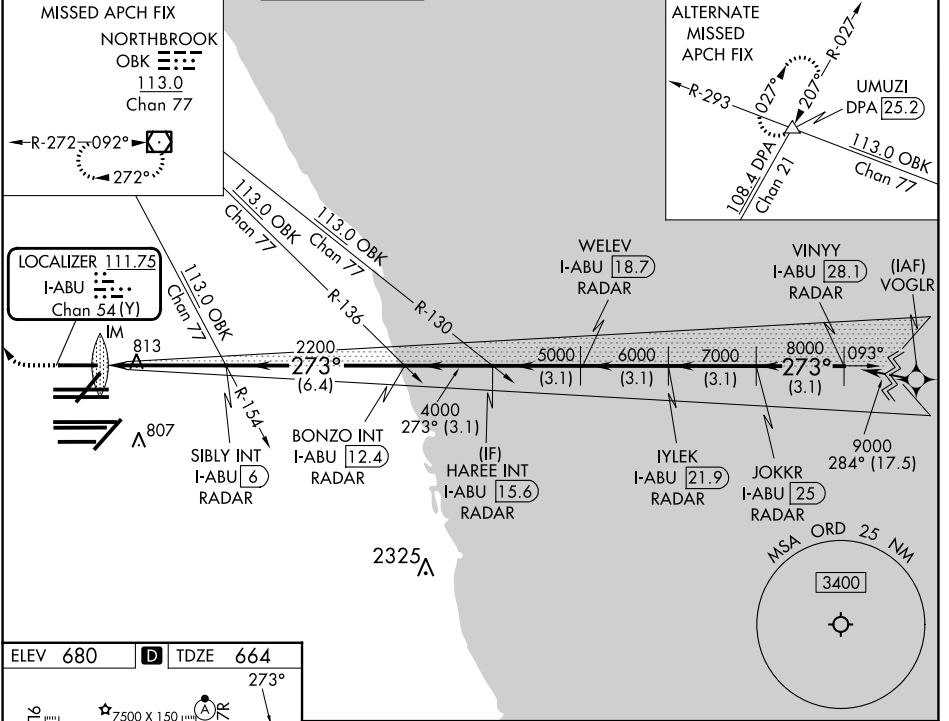 MISSED APCH FIX
NORTHBROOK
OBK
113.0
Chan 77
R-272
092°
272°
ALTERNATE
MISSED
APCH FIX
R-027
027°
207°
R-293
UMUZI
DPA 25.2
113.0 OBK
Chan 77
108.4 DPA
Chan 21
LOCALIZER 111.75
I-ABU
Chan 54 (Y)
113.0 OBK
Chan 77
113.0 OBK
Chan 77
113.0 OBK
Chan 77
R-136
R-130
R-154
WELEV
I-ABU 18.7
RADAR
VINYY
I-ABU 28.1
RADAR
(IAF)
VOGLR
IM
813
2200
273°
(6.4)
5000
(3.1)
6000
(3.1)
7000
(3.1)
8000
273°
(3.1)
093°
4000
273° (3.1)
9000
284° (17.5)
807
SIBLY INT
I-ABU 6
RADAR
BONZO INT
I-ABU 12.4
RADAR
(IF)
HAREE INT
I-ABU 15.6
RADAR
IYLEK
I-ABU 21.9
RADAR
JOKKR
I-ABU 25
RADAR
2325
MSA ORD 25 NM
3400
ELEV 680 D TDZE 664
273°
7500 X 150
A